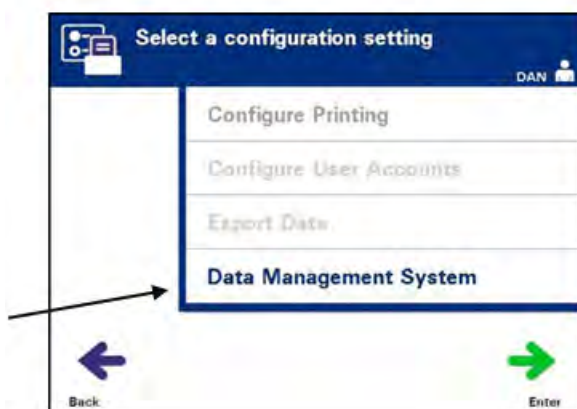 Select a configuration setting
DAN
Configure Printing
Configure User Accounts
Export Data
Data Management System
Back
Enter